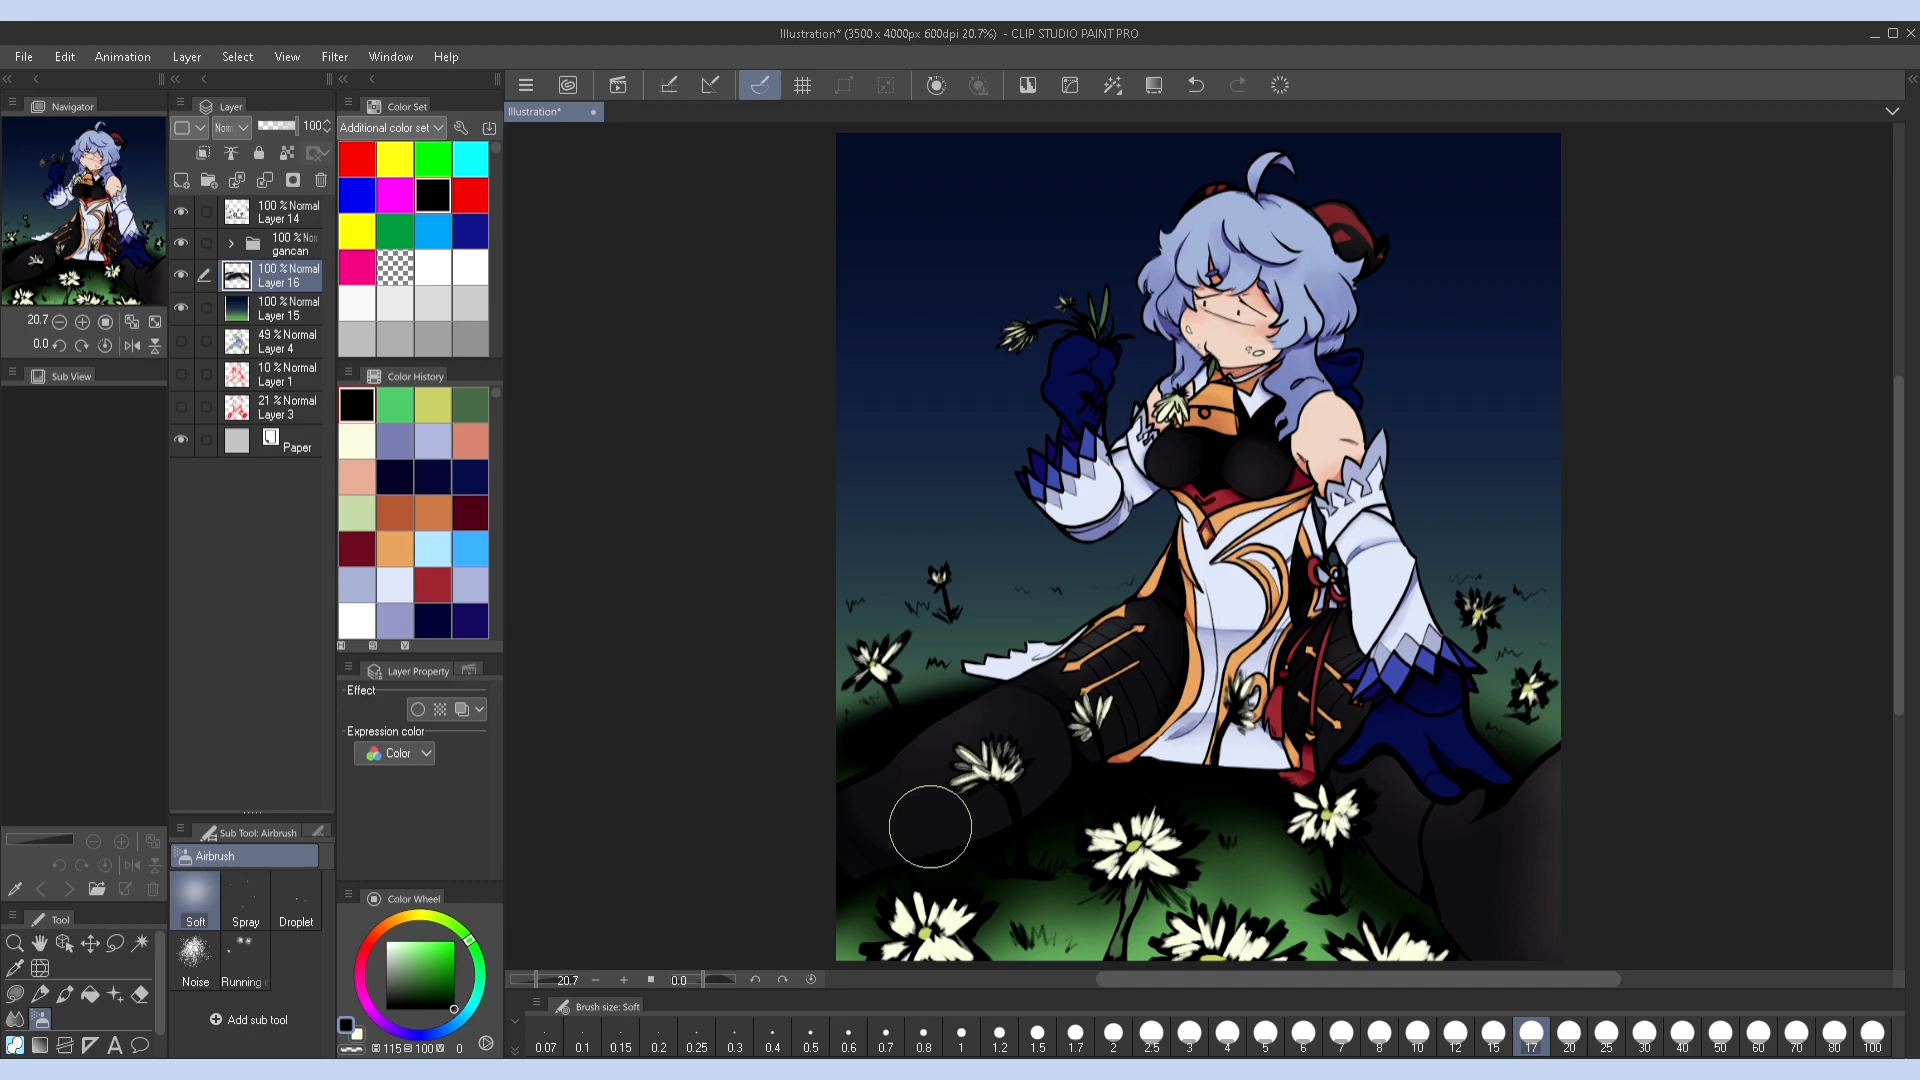 Illustration* (3500 x 4000px 600dpi 20.7%) - CLIP STUDIO PAINT PRO
File Edit Animation Layer Select View Filter Window Help
Navigator
Layer
Color Set
Illustration*
Norn
100
Additional color set
100 % Normal
Layer 14
100 % Nor
gancan
100 % Normal
Layer 16
100 % Normal
Layer 15
49 % Normal
Layer 4
10 % Normal
Layer 1
21 % Normal
Layer 3
Paper
20.7
0.0
Sub View
Color History
H S V
Layer Property
Effect
Expression color
Color
Sub Tool: Airbrush
Airbrush
Soft Spray Droplet
Noise Running
Add sub tool
Tool
Color Wheel
H 115 S 100 V 0
20.7 0.0
Brush size: Soft
0.07 0.1 0.15 0.2 0.25 0.3 0.4 0.5 0.6 0.7 0.8 1 1.2 1.5 1.7 2 2.5 3 4 5 6 7 8 10 12 15 17 20 25 30 40 50 60 70 80 100